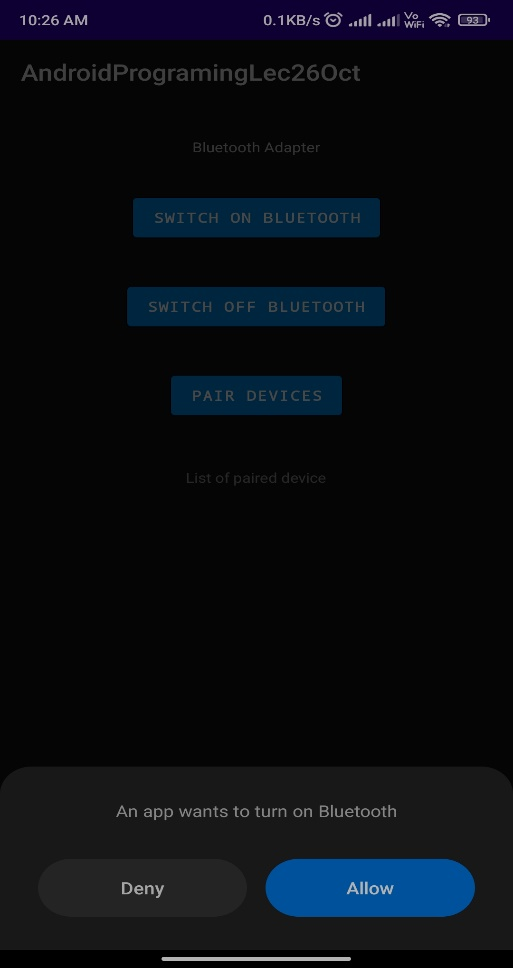 10:26 AM 0.1KB/s Vo WiFi 93
AndroidProgramingLec26Oct
Bluetooth Adapter
SWITCH ON BLUETOOTH
SWITCH OFF BLUETOOTH
PAIR DEVICES
List of paired device
An app wants to turn on Bluetooth
Deny Allow